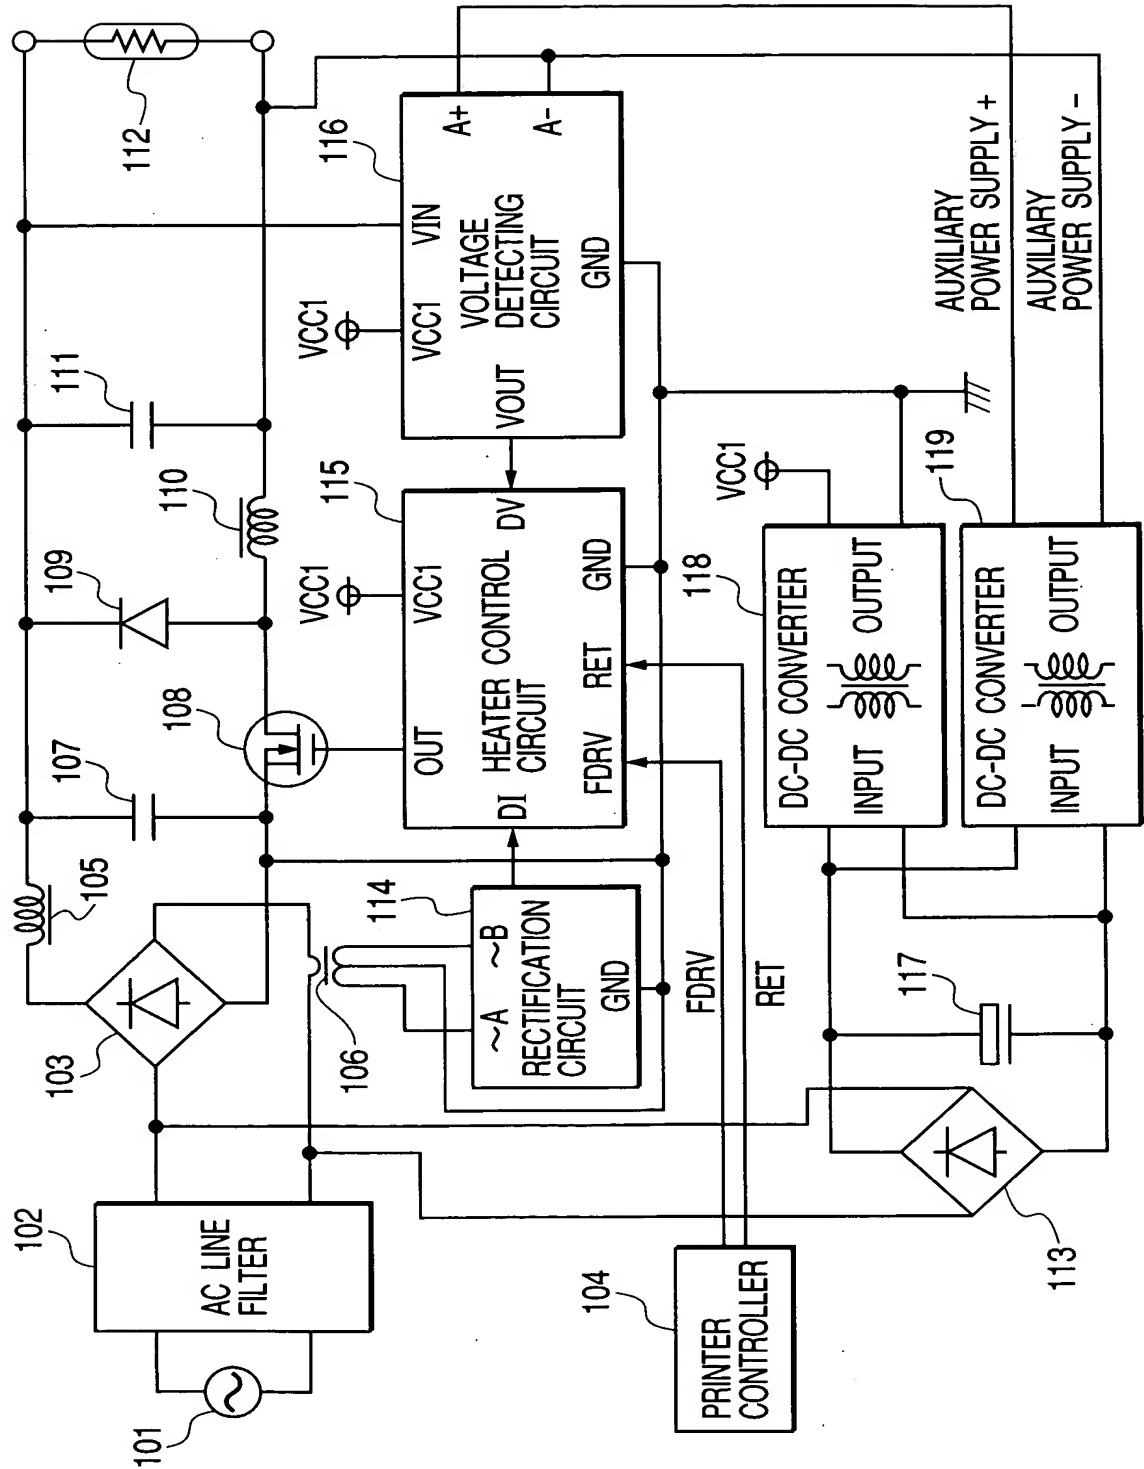 101
102
AC LINE
FILTER
103
105
107
108
109
110
111
112
106
114
~A
~B
RECTIFICATION
CIRCUIT
GND
115
VCC1
OUT
VCC1
DI
HEATER CONTROL
CIRCUIT
DV
FDRV
RET
GND
116
VCC1
VCC1
VIN
A+
VOUT
VOLTAGE
DETECTING
CIRCUIT
A-
GND
104
PRINTER
CONTROLLER
FDRV
RET
113
117
118
VCC1
DC-DC CONVERTER
INPUT
OUTPUT
119
DC-DC CONVERTER
INPUT
OUTPUT
AUXILIARY
POWER SUPPLY +
AUXILIARY
POWER SUPPLY -